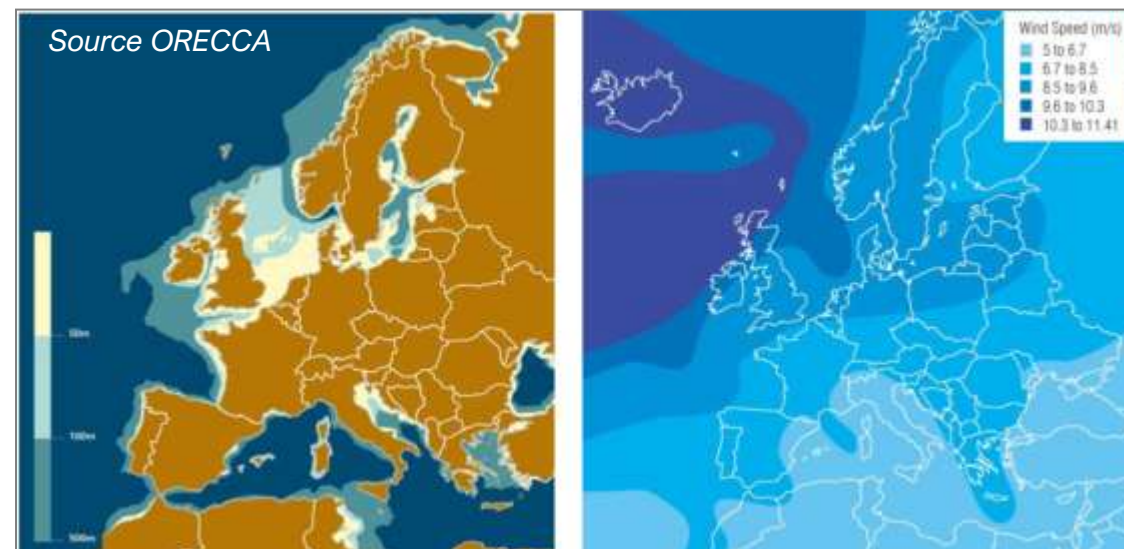 Source ORECCA
50m
100m
500m
Wind Speed (m/s)
5 to 6.7
6.7 to 8.5
8.5 to 9.6
9.6 to 10.3
10.3 to 11.41